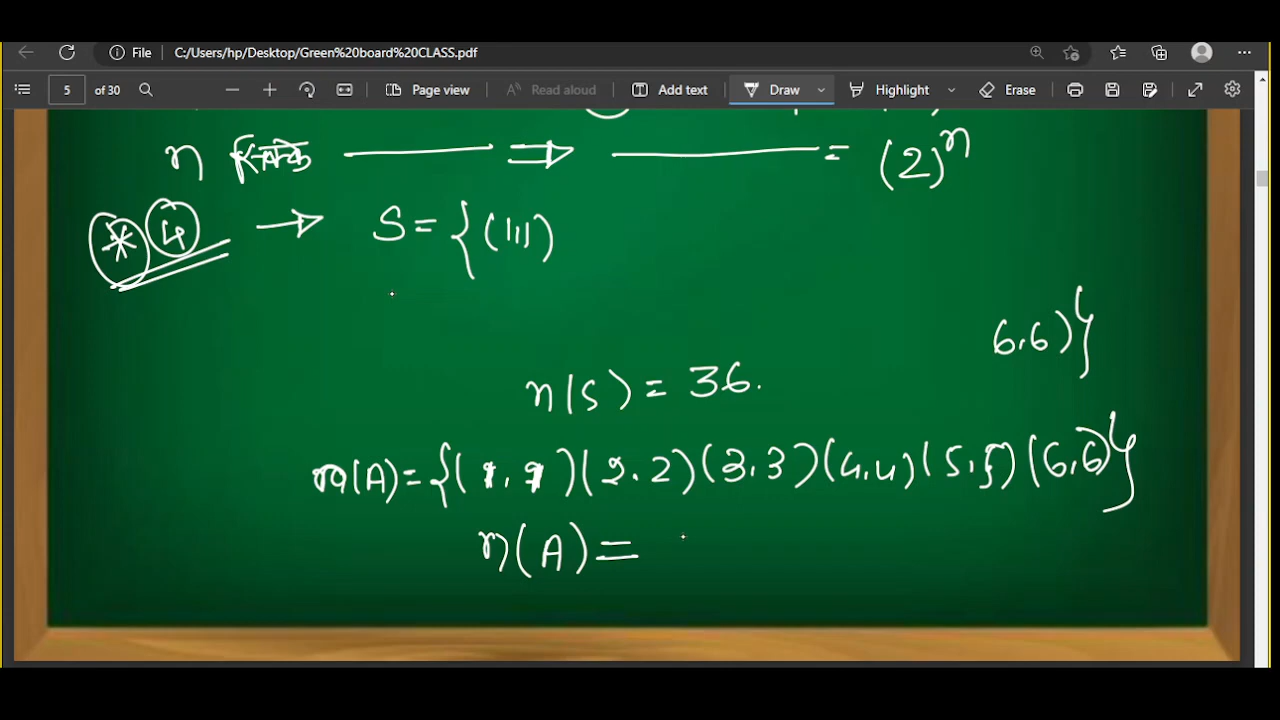 File C:/Users/hp/Desktop/Green%20board%20CLASS.pdf
5 of 30 Page view Read aloud Add text Draw Highlight Erase
n ⇒ = (2)^n
* 4 → S = { (1,1)
6,6) }
n(S) = 36.
n(A) = { (1,1) (2,2) (3,3) (4,4) (5,5) (6,6) }
n(A) =